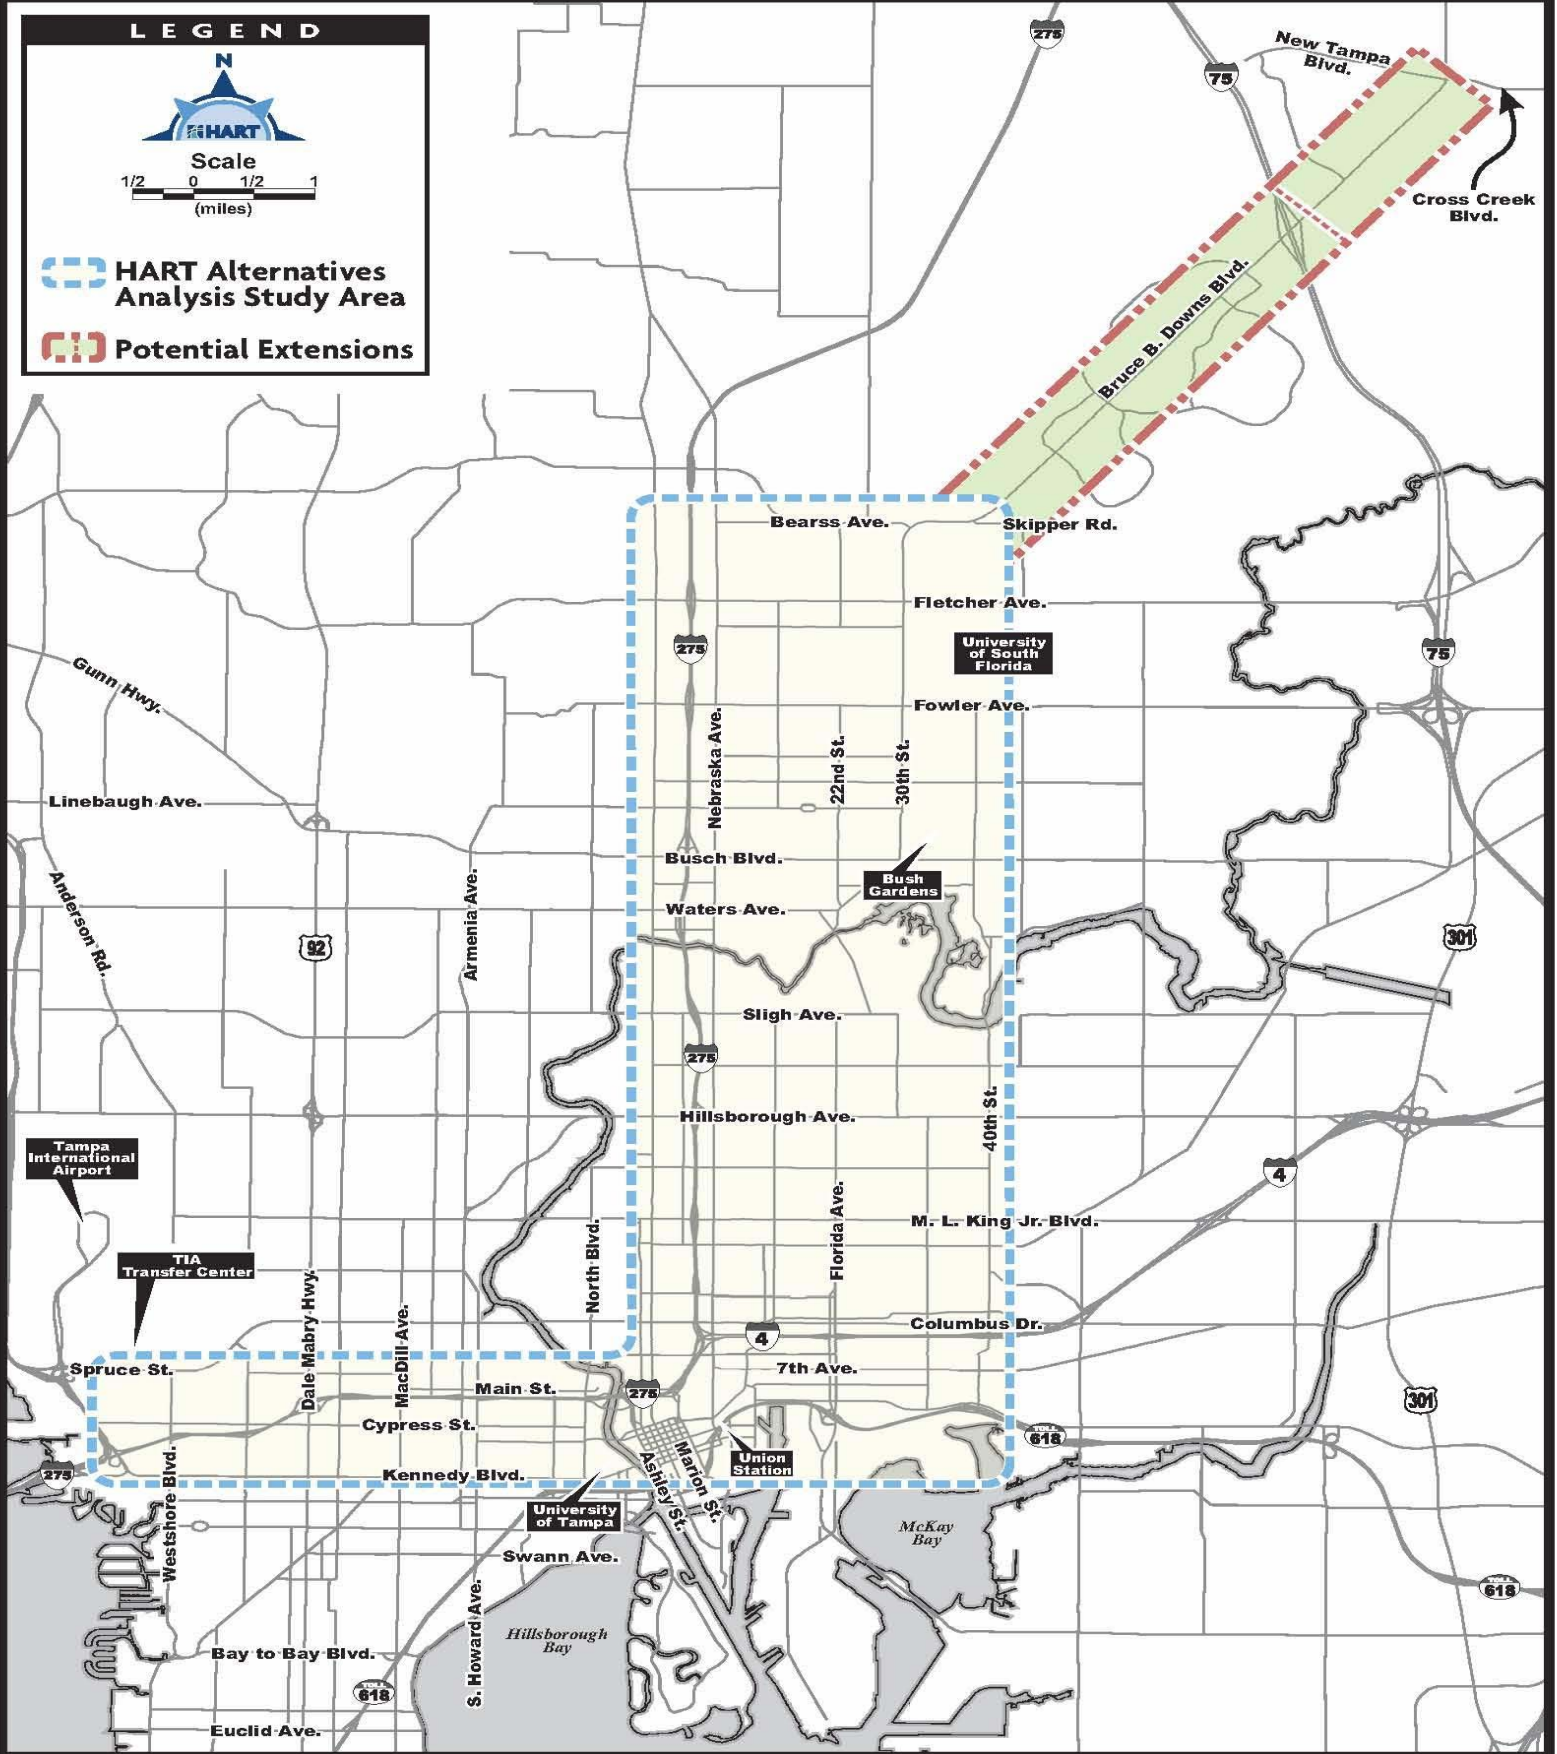 LEGEND
N
HART
Scale
1/2 0 1/2 1
(miles)
HART Alternatives
Analysis Study Area
Potential Extensions
275
75
New Tampa
Blvd.
Cross Creek
Blvd.
Bruce B. Downs Blvd.
Bearss Ave.
Skipper Rd.
Fletcher Ave.
275
University
of South
Florida
75
Gunn Hwy.
Fowler Ave.
Nebraska Ave.
22nd St.
30th St.
Linebaugh Ave.
Busch Blvd.
Bush
Gardens
Anderson Rd.
Armenia Ave.
Waters Ave.
92
301
Sligh Ave.
275
Hillsborough Ave.
40th St.
Tampa
International
Airport
4
M. L. King Jr. Blvd.
Florida Ave.
North Blvd.
TIA
Transfer Center
Dale Mabry Hwy.
MacDill Ave.
Columbus Dr.
4
Spruce St.
7th Ave.
Main St.
275
301
Cypress St.
TOLL
618
Union
Station
275
Kennedy Blvd.
Westshore Blvd.
Ashley St.
Marion St.
University
of Tampa
McKay
Bay
Swann Ave.
TOLL
618
S. Howard Ave.
Hillsborough
Bay
Bay to Bay Blvd.
TOLL
618
Euclid Ave.